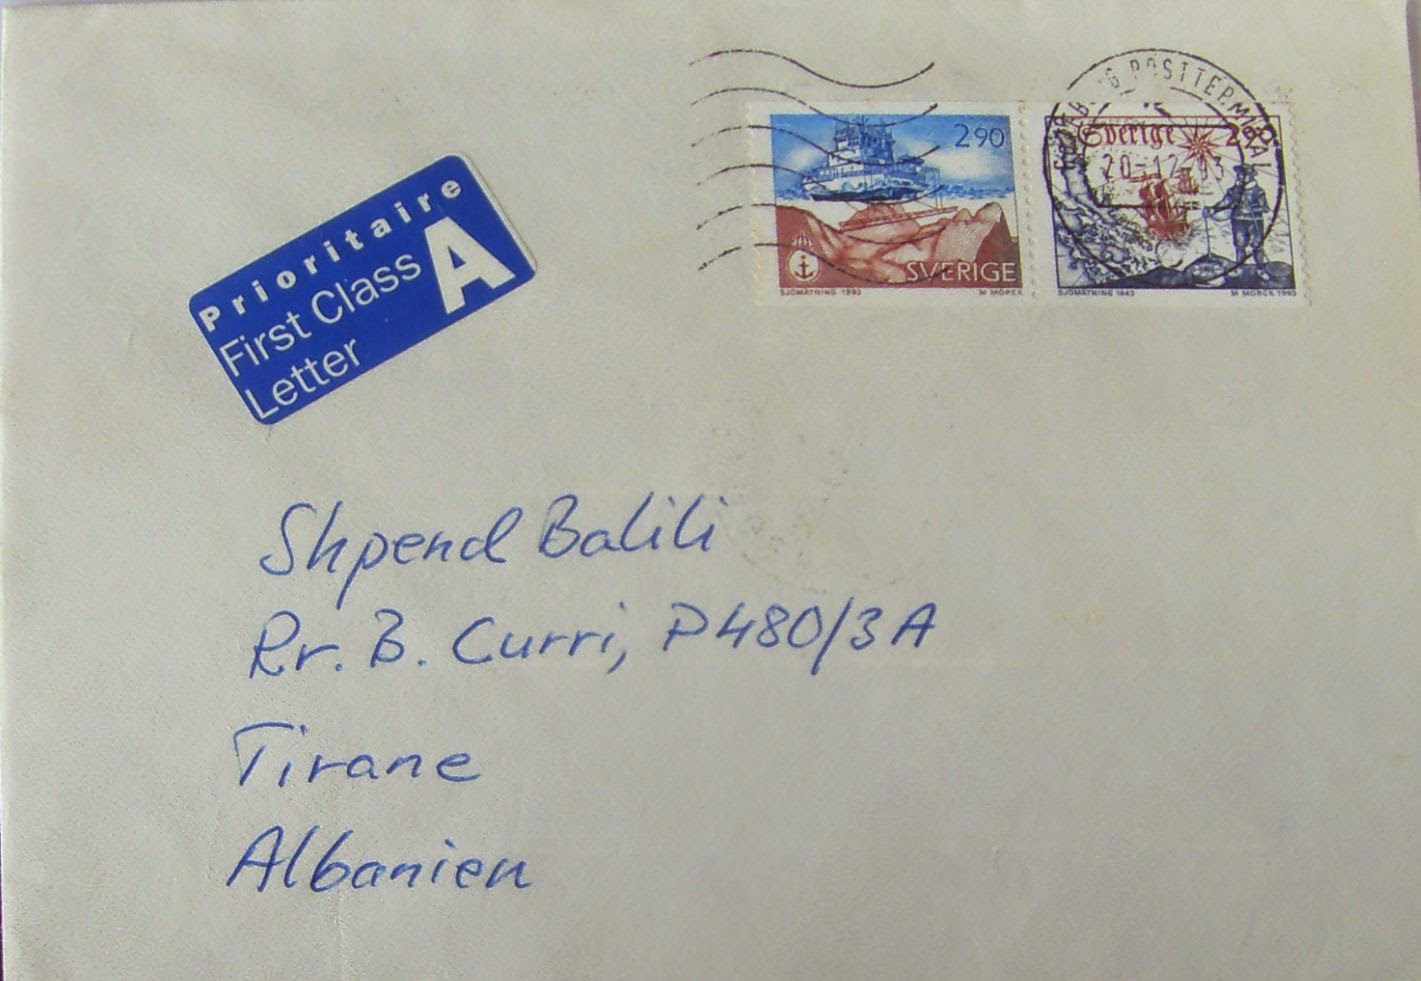 Prioritaire
First Class
Letter
A
2.90
SVERIGE
SJÖMÄTNING 1993
M MÖRCK
POSTTERMINAL
20-12-93
Sverige
SJÖMÄTNING 1643
M MÖRCK 1993
Shpend Balili
Rr. B. Curri, P480/3A
Tirane
Albanien